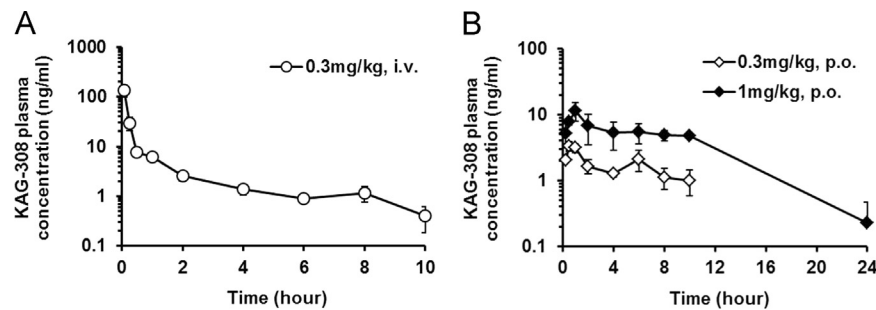 A
KAG-308 plasma
concentration (ng/ml)
1000
100
10
1
0.1
0
2
4
6
8
10
Time (hour)
0.3mg/kg, i.v.
B
KAG-308 plasma
concentration (ng/ml)
100
10
1
0.1
0
4
8
12
16
20
24
Time (hour)
0.3mg/kg, p.o.
1mg/kg, p.o.